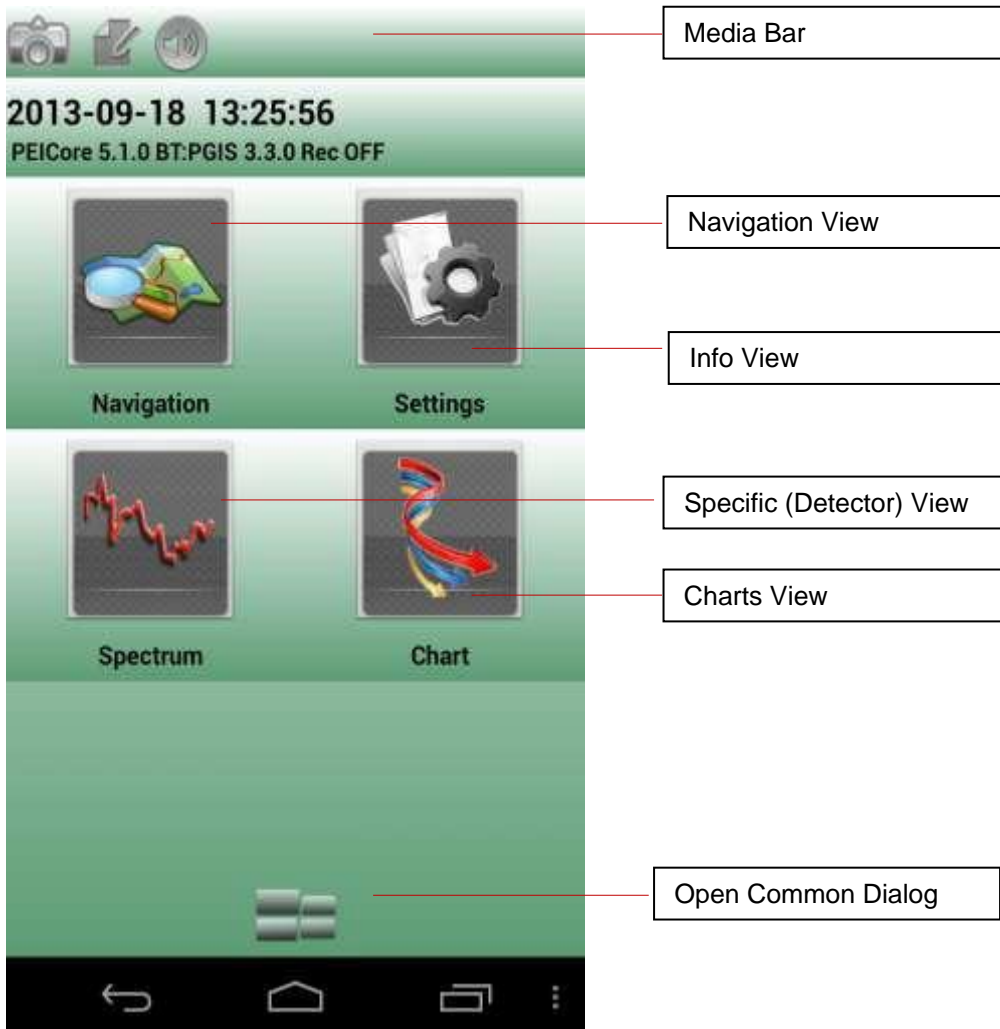 Media Bar
2013-09-18 13:25:56
PEICore 5.1.0 BT:PGIS 3.3.0 Rec OFF
Navigation View
Info View
Navigation
Settings
Specific (Detector) View
Charts View
Spectrum
Chart
Open Common Dialog